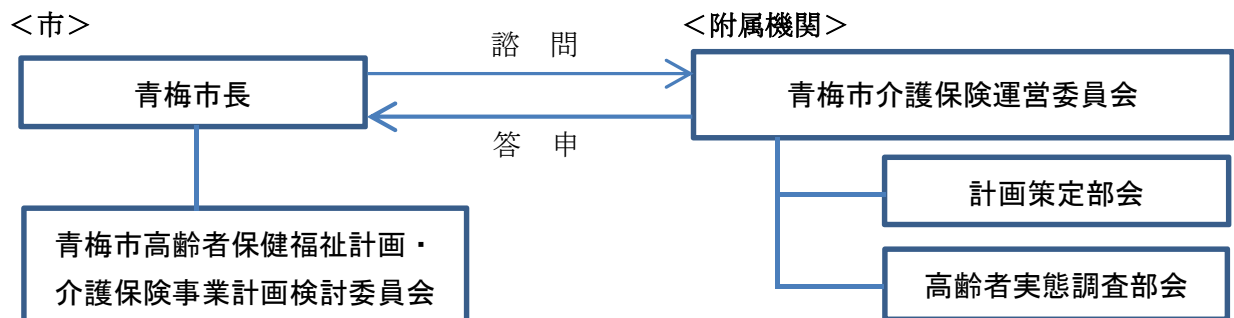 ＜市＞
＜附属機関＞
諮　問
青梅市長
青梅市介護保険運営委員会
答　申
計画策定部会
青梅市高齢者保健福祉計画・
介護保険事業計画検討委員会
高齢者実態調査部会